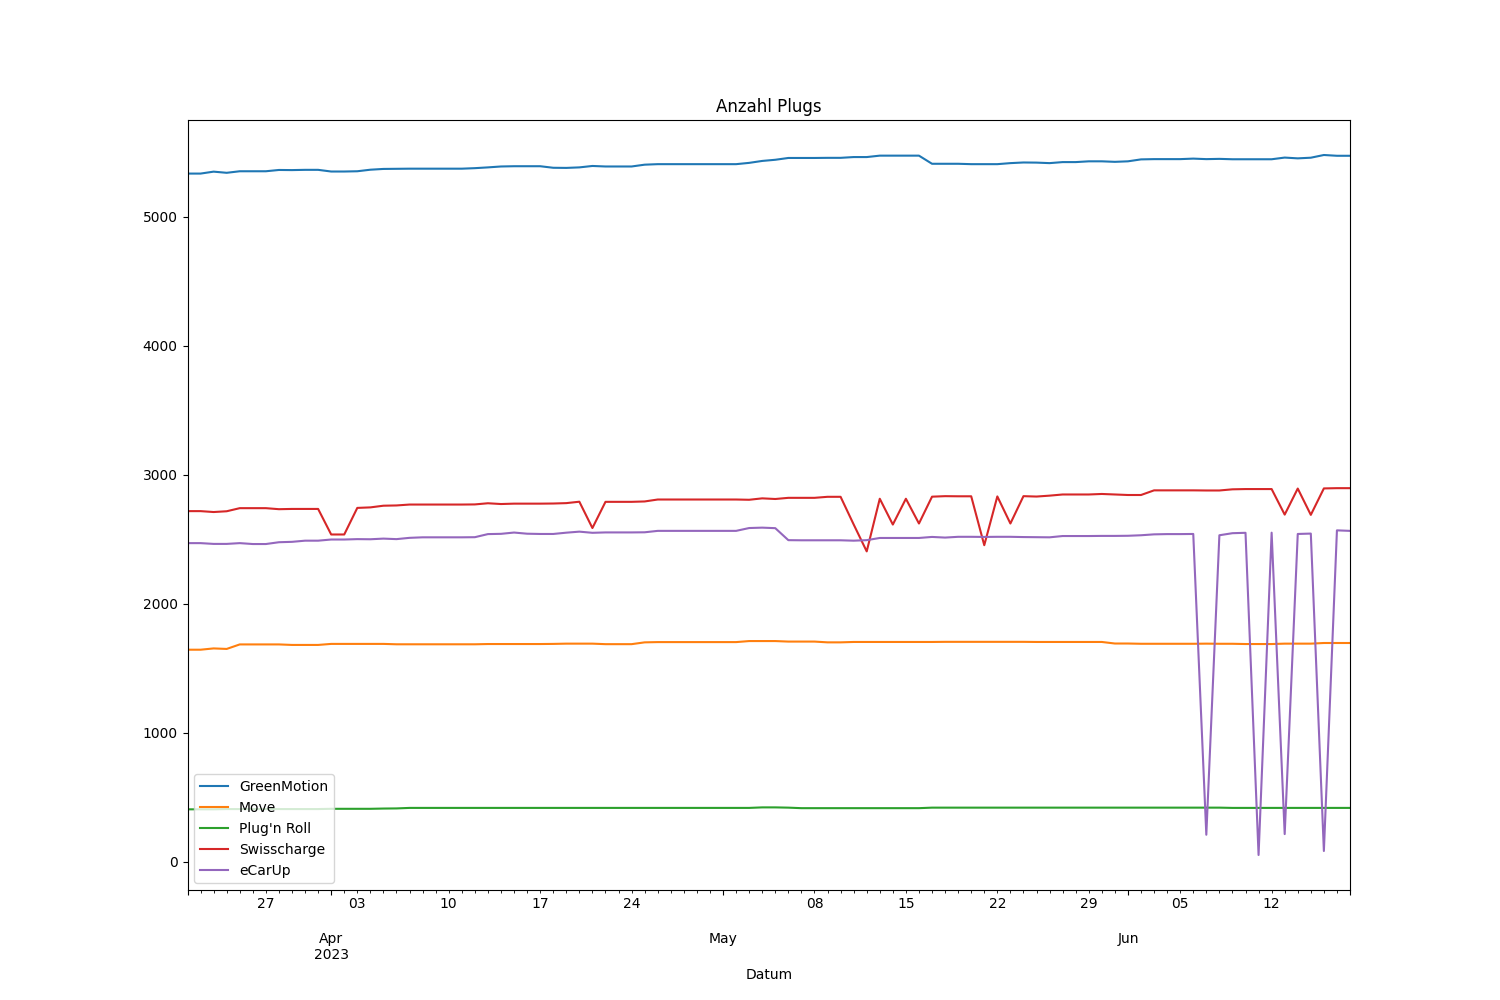 Anzahl Plugs
5000
4000
3000
2000
1000
0
GreenMotion
Move
Plug'n Roll
Swisscharge
eCarUp
27 03 10 17 24 08 15 22 29 05 12
Apr May Jun
2023
Datum